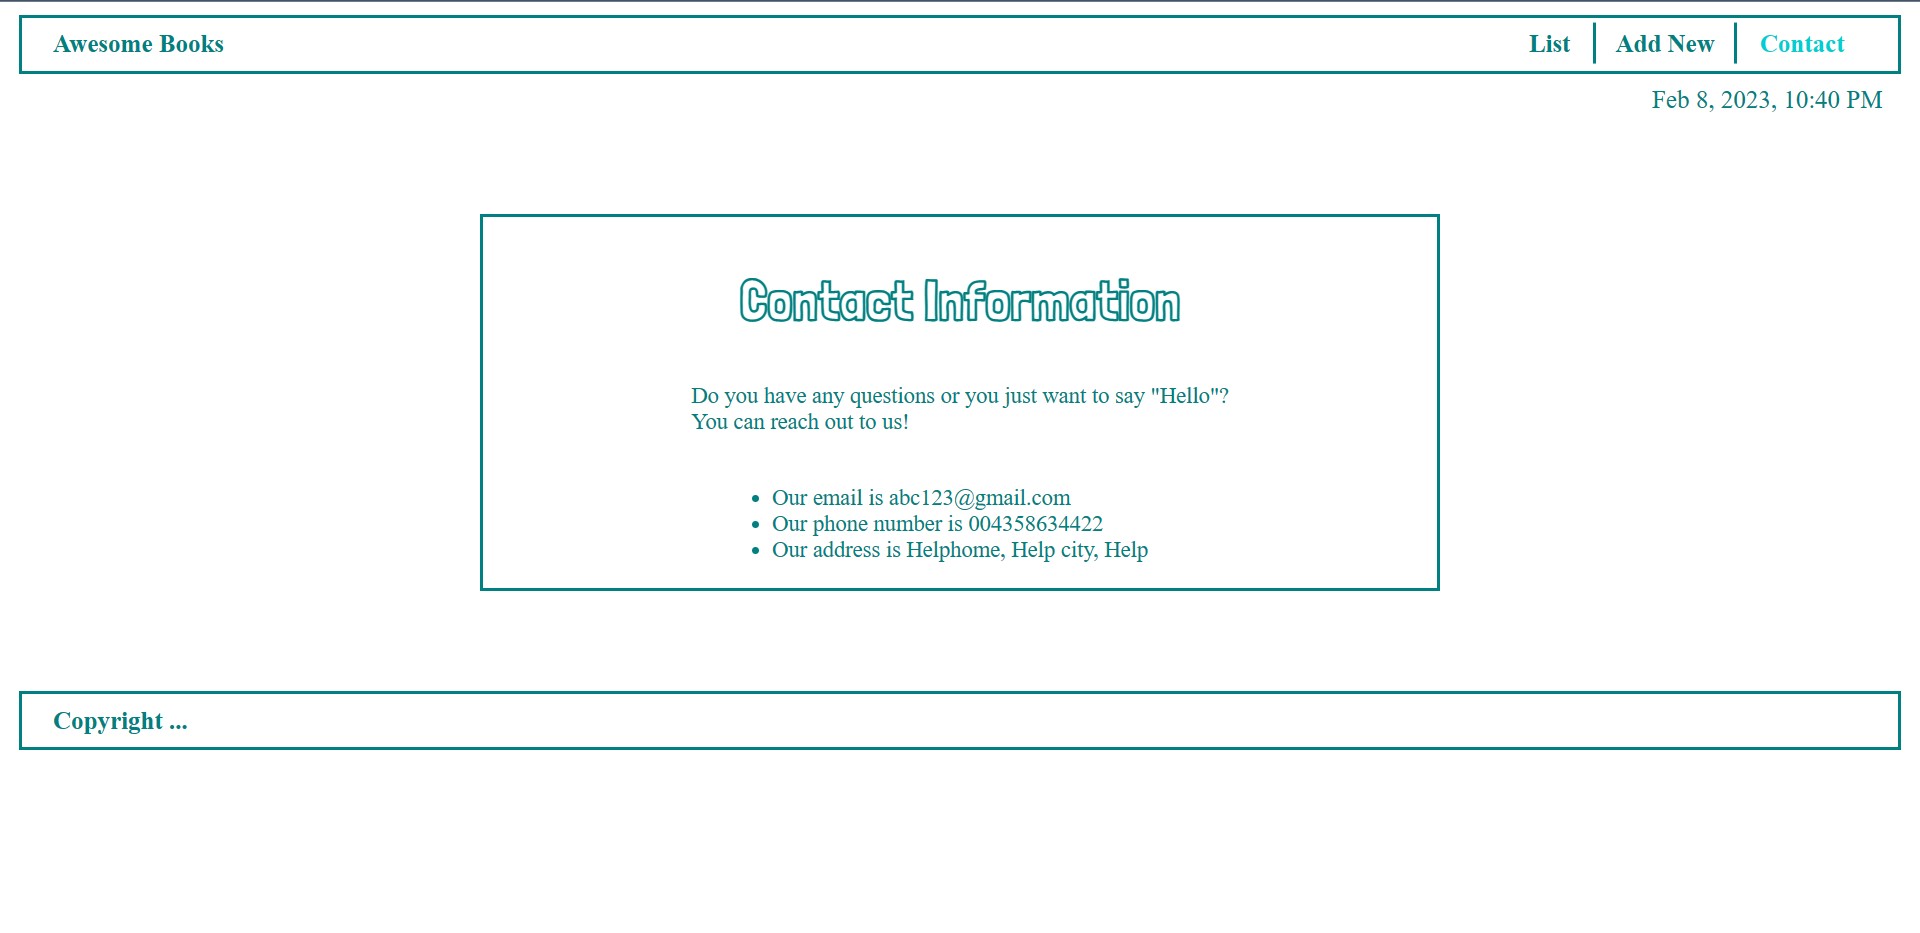 Awesome Books
List
Add New
Contact
Feb 8, 2023, 10:40 PM
Contact Information
Do you have any questions or you just want to say "Hello"?
You can reach out to us!
Our email is abc123@gmail.com
Our phone number is 004358634422
Our address is Helphome, Help city, Help
Copyright ...